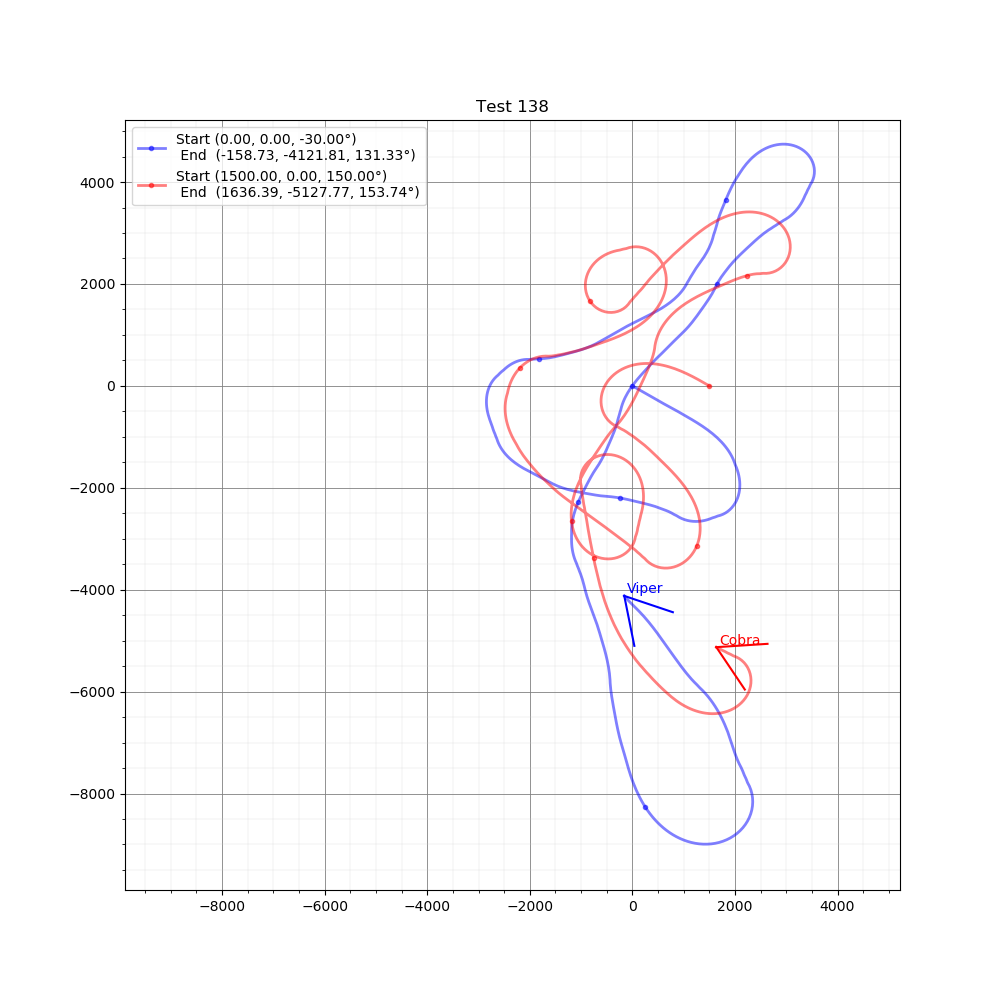 Test 138
Start (0.00, 0.00, -30.00°)
End (-158.73, -4121.81, 131.33°)
Start (1500.00, 0.00, 150.00°)
End (1636.39, -5127.77, 153.74°)
4000
2000
0
−2000
−4000
−6000
−8000
Viper
Cobra
−8000
−6000
−4000
−2000
0
2000
4000